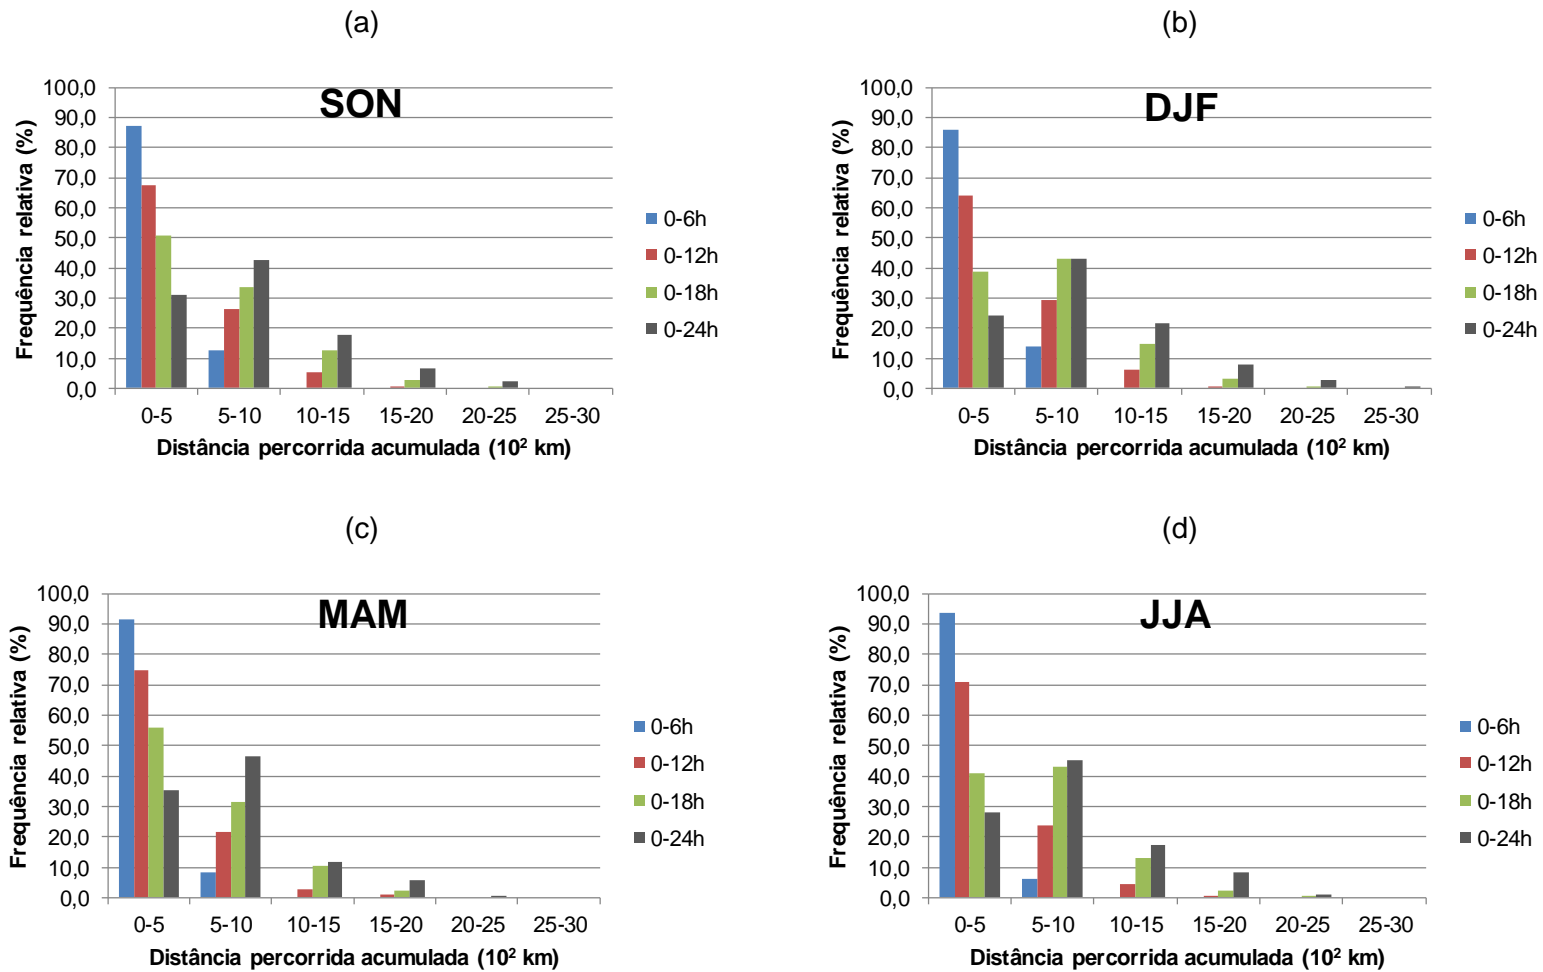 (a)
SON
Frequência relativa (%)
100,0
90,0
80,0
70,0
60,0
50,0
40,0
30,0
20,0
10,0
0,0
0-5 5-10 10-15 15-20 20-25 25-30
Distância percorrida acumulada (10² km)
0-6h
0-12h
0-18h
0-24h
(b)
DJF
Frequência relativa (%)
100,0
90,0
80,0
70,0
60,0
50,0
40,0
30,0
20,0
10,0
0,0
0-5 5-10 10-15 15-20 20-25 25-30
Distância percorrida acumulada (10² km)
0-6h
0-12h
0-18h
0-24h
(c)
MAM
Frequência relativa (%)
100,0
90,0
80,0
70,0
60,0
50,0
40,0
30,0
20,0
10,0
0,0
0-5 5-10 10-15 15-20 20-25 25-30
Distância percorrida acumulada (10² km)
0-6h
0-12h
0-18h
0-24h
(d)
JJA
Frequência relativa (%)
100,0
90,0
80,0
70,0
60,0
50,0
40,0
30,0
20,0
10,0
0,0
0-5 5-10 10-15 15-20 20-25 25-30
Distância percorrida acumulada (10² km)
0-6h
0-12h
0-18h
0-24h